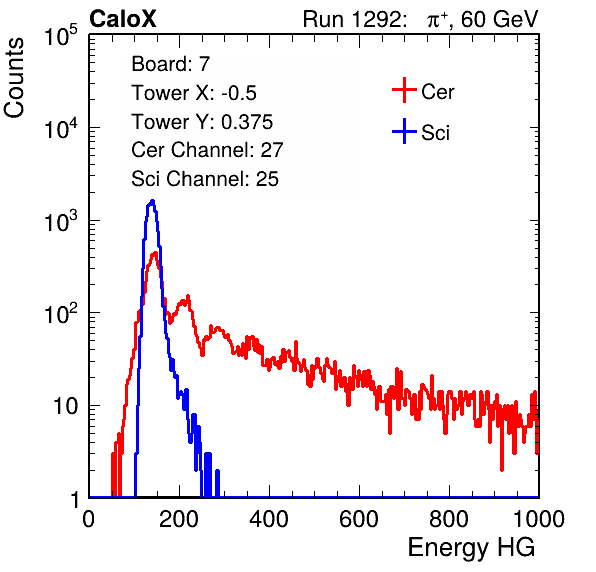 CaloX Run 1292: π⁺, 60 GeV
Counts
Board: 7
Tower X: -0.5
Tower Y: 0.375
Cer Channel: 27
Sci Channel: 25
Cer
Sci
10⁵
10⁴
10³
10²
10
1
0 200 400 600 800 1000
Energy HG